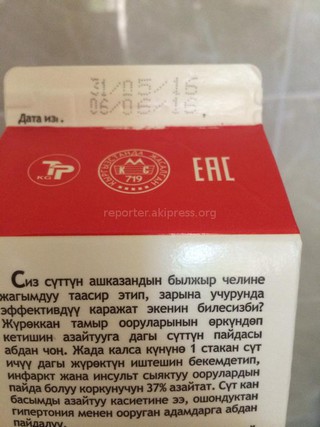 31/05/16
06/06/16
Дата из
КЫРГЫЗСТАНДА ЖАСАЛГАН
719
KG
ЕАС
reporter.akipress.org
Сиз сүттүн ашказандын былжыр челине
жагымдуу таасир этип, зарына учурунда
эффективдүү каражат экенин билесизби?
Жүрөккан тамыр ооруларынын өркүндөп
кетишин азайтууга дагы сүттүн пайдасы
абдан чоң. Жада калса күнүнө 1 стакан сүт
ичүү дагы жүрөктүн иштешин бекемдетип,
инфаркт жана инсульт сыяктуу оорулардын
пайда болуу коркунучун 37% азайтат. Сүт кан
басымды азайтуу касиетине ээ, ошондуктан
гипертония менен ооруган адамдарга абдан
пайдалуу.